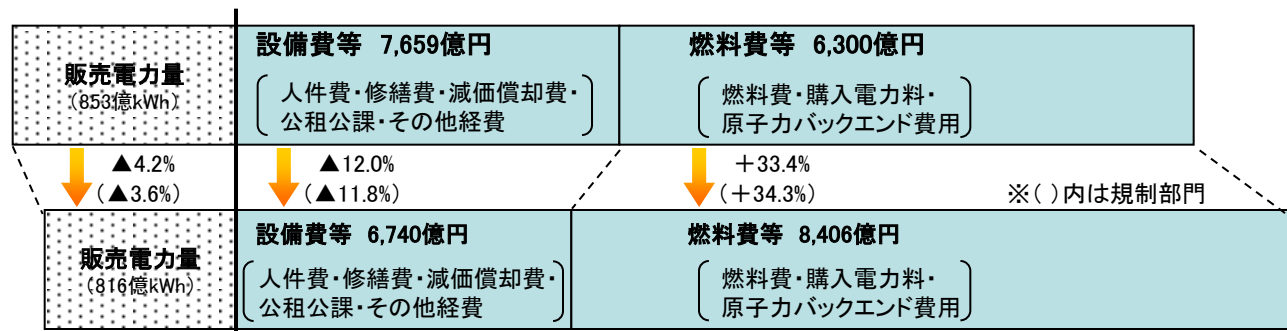 販売電力量
（853億kWh）
設備費等 7,659億円
人件費・修繕費・減価償却費・
公租公課・その他経費
燃料費等 6,300億円
燃料費・購入電力料・
原子力バックエンド費用
▲4.2%
(▲3.6%)
▲12.0%
(▲11.8%)
＋33.4%
(＋34.3%)
※( )内は規制部門
販売電力量
（816億kWh）
設備費等 6,740億円
人件費・修繕費・減価償却費・
公租公課・その他経費
燃料費等 8,406億円
燃料費・購入電力料・
原子力バックエンド費用